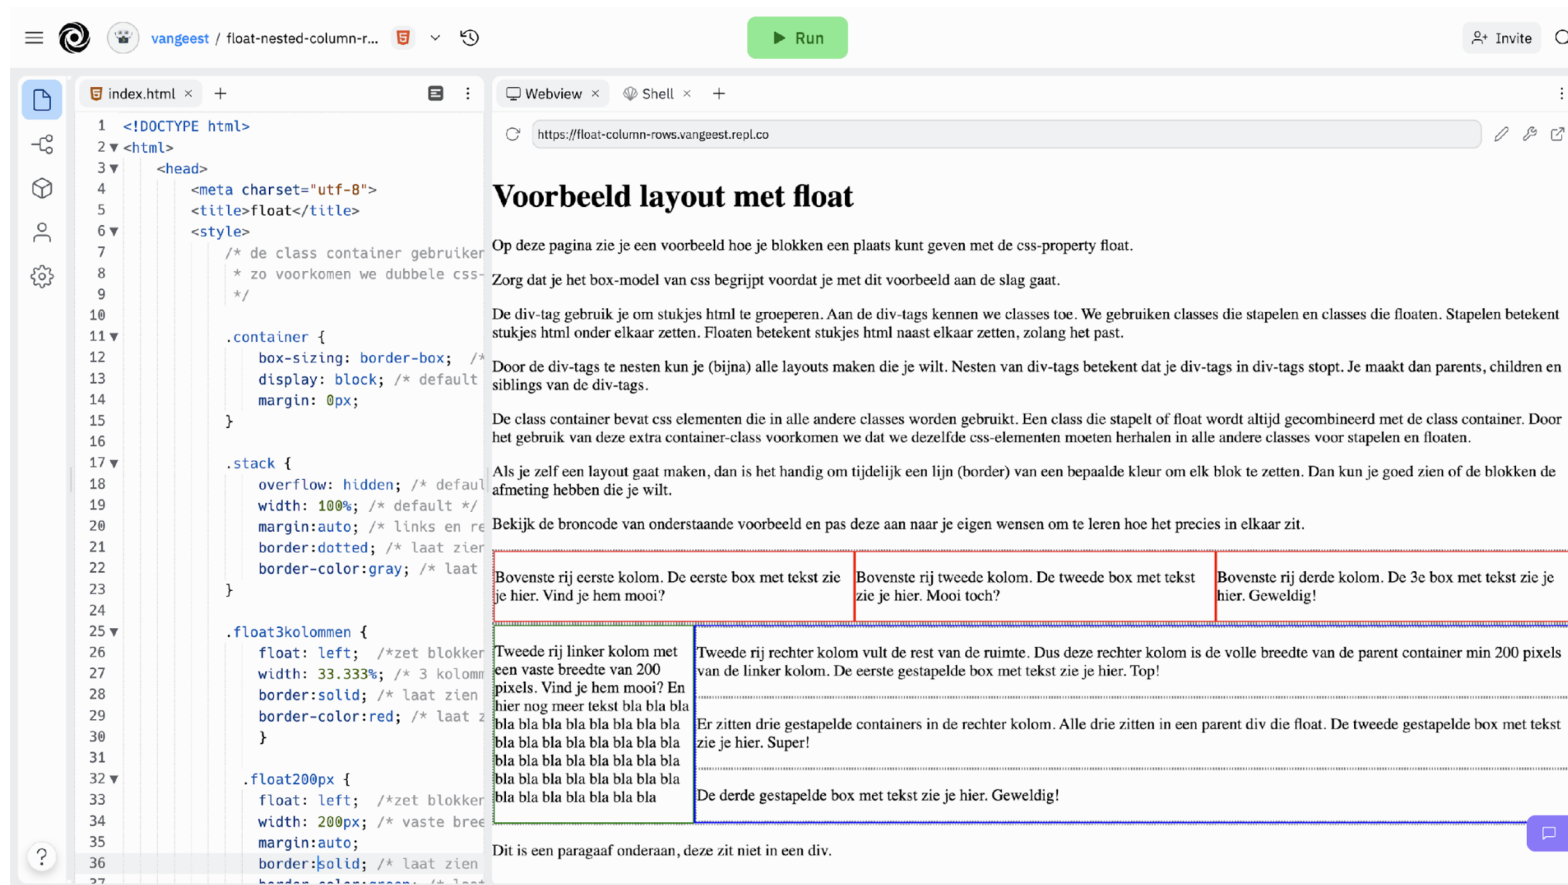 vangeest / float-nested-column-r...
Run
Invite
index.html
Webview
Shell
https://float-column-rows.vangeest.repl.co
1 <!DOCTYPE html>
2 <html>
3 <head>
4 <meta charset="utf-8">
5 <title>float</title>
6 <style>
7 /* de class container gebruiken
8 * zo voorkomen we dubbele css-
9 */
10
11 .container {
12 box-sizing: border-box; /*
13 display: block; /* default
14 margin: 0px;
15 }
16
17 .stack {
18 overflow: hidden; /* defaul
19 width: 100%; /* default */
20 margin:auto; /* links en re
21 border:dotted; /* laat zien
22 border-color:gray; /* laat
23 }
24
25 .float3kolommen {
26 float: left; /*zet blokken
27 width: 33.333%; /* 3 kolomm
28 border:solid; /* laat zien
29 border-color:red; /* laat z
30 }
31
32 .float200px {
33 float: left; /*zet blokken
34 width: 200px; /* vaste bree
35 margin:auto;
36 border:solid; /* laat zien
37 border-color:green; /* laat
?
Voorbeeld layout met float
Op deze pagina zie je een voorbeeld hoe je blokken een plaats kunt geven met de css-property float.
Zorg dat je het box-model van css begrijpt voordat je met dit voorbeeld aan de slag gaat.
De div-tag gebruik je om stukjes html te groeperen. Aan de div-tags kennen we classes toe. We gebruiken classes die stapelen en classes die floaten. Stapelen betekent
stukjes html onder elkaar zetten. Floaten betekent stukjes html naast elkaar zetten, zolang het past.
Door de div-tags te nesten kun je (bijna) alle layouts maken die je wilt. Nesten van div-tags betekent dat je div-tags in div-tags stopt. Je maakt dan parents, children en
siblings van de div-tags.
De class container bevat css elementen die in alle andere classes worden gebruikt. Een class die stapelt of float wordt altijd gecombineerd met de class container. Door
het gebruik van deze extra container-class voorkomen we dat we dezelfde css-elementen moeten herhalen in alle andere classes voor stapelen en floaten.
Als je zelf een layout gaat maken, dan is het handig om tijdelijk een lijn (border) van een bepaalde kleur om elk blok te zetten. Dan kun je goed zien of de blokken de
afmeting hebben die je wilt.
Bekijk de broncode van onderstaande voorbeeld en pas deze aan naar je eigen wensen om te leren hoe het precies in elkaar zit.
Bovenste rij eerste kolom. De eerste box met tekst zie
je hier. Vind je hem mooi?
Bovenste rij tweede kolom. De tweede box met tekst
zie je hier. Mooi toch?
Bovenste rij derde kolom. De 3e box met tekst zie je
hier. Geweldig!
Tweede rij linker kolom met
een vaste breedte van 200
pixels. Vind je hem mooi? En
hier nog meer tekst bla bla bla
bla bla bla bla bla bla bla bla
bla bla bla bla bla bla bla bla
bla bla bla bla bla bla bla bla
bla bla bla bla bla bla bla bla
bla bla bla bla bla bla bla
Tweede rij rechter kolom vult de rest van de ruimte. Dus deze rechter kolom is de volle breedte van de parent container min 200 pixels
van de linker kolom. De eerste gestapelde box met tekst zie je hier. Top!
Er zitten drie gestapelde containers in de rechter kolom. Alle drie zitten in een parent div die float. De tweede gestapelde box met tekst
zie je hier. Super!
De derde gestapelde box met tekst zie je hier. Geweldig!
Dit is een paragaaf onderaan, deze zit niet in een div.